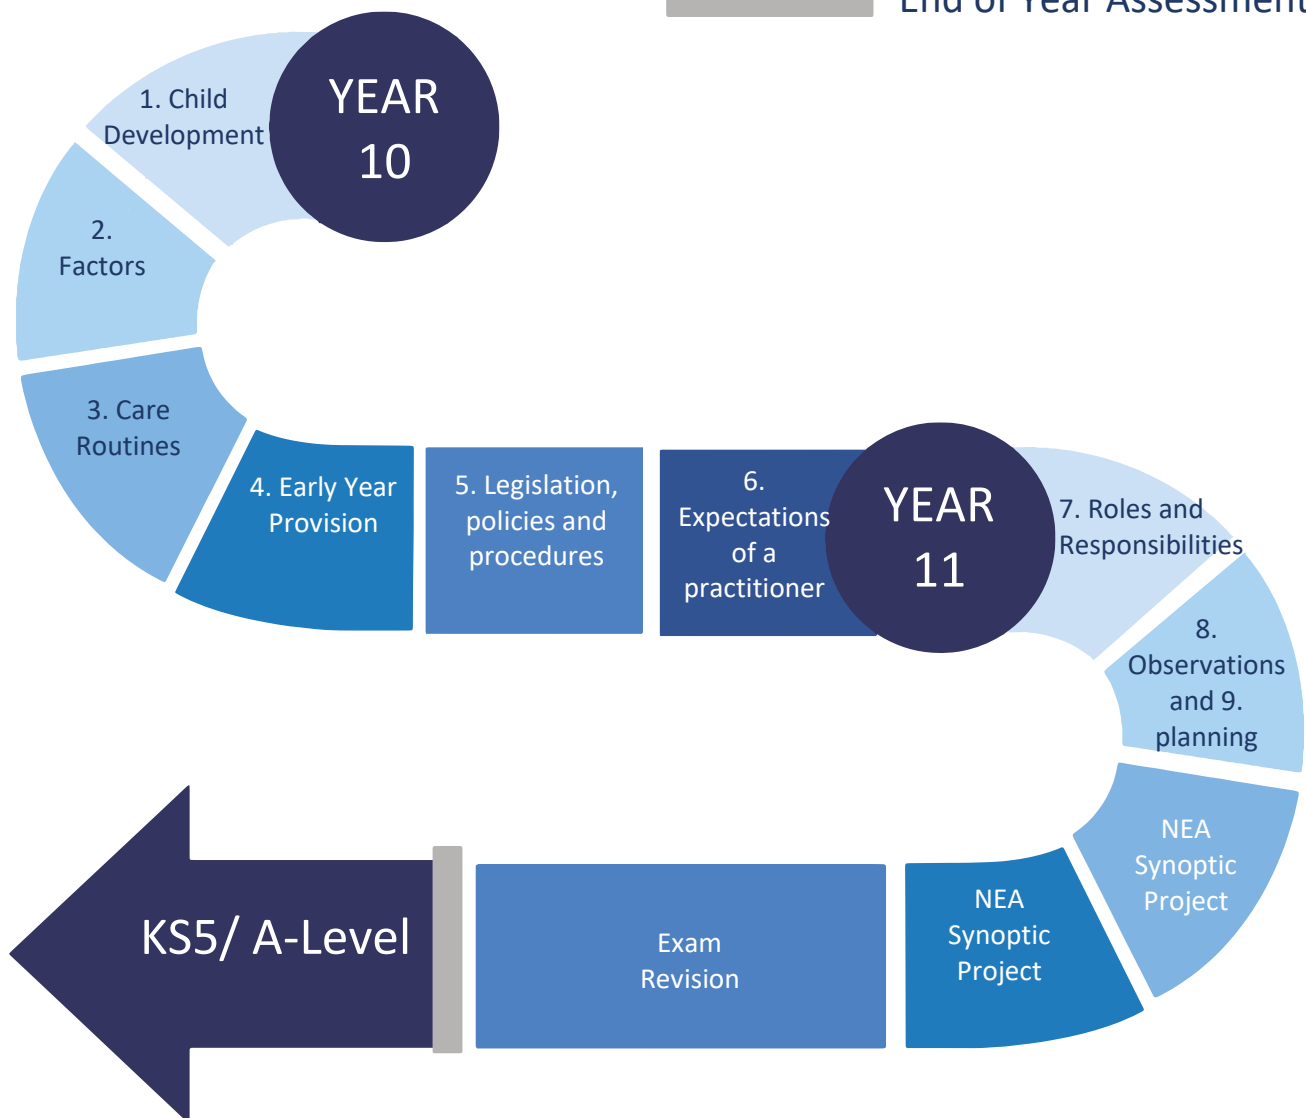 End of Year Assessment
YEAR
10
1. Child
Development
2.
Factors
3. Care
Routines
4. Early Year
Provision
5. Legislation,
policies and
procedures
6.
Expectations
of a
practitioner
YEAR
11
7. Roles and
Responsibilities
8.
Observations
and 9.
planning
NEA
Synoptic
Project
NEA
Synoptic
Project
Exam
Revision
KS5/ A-Level